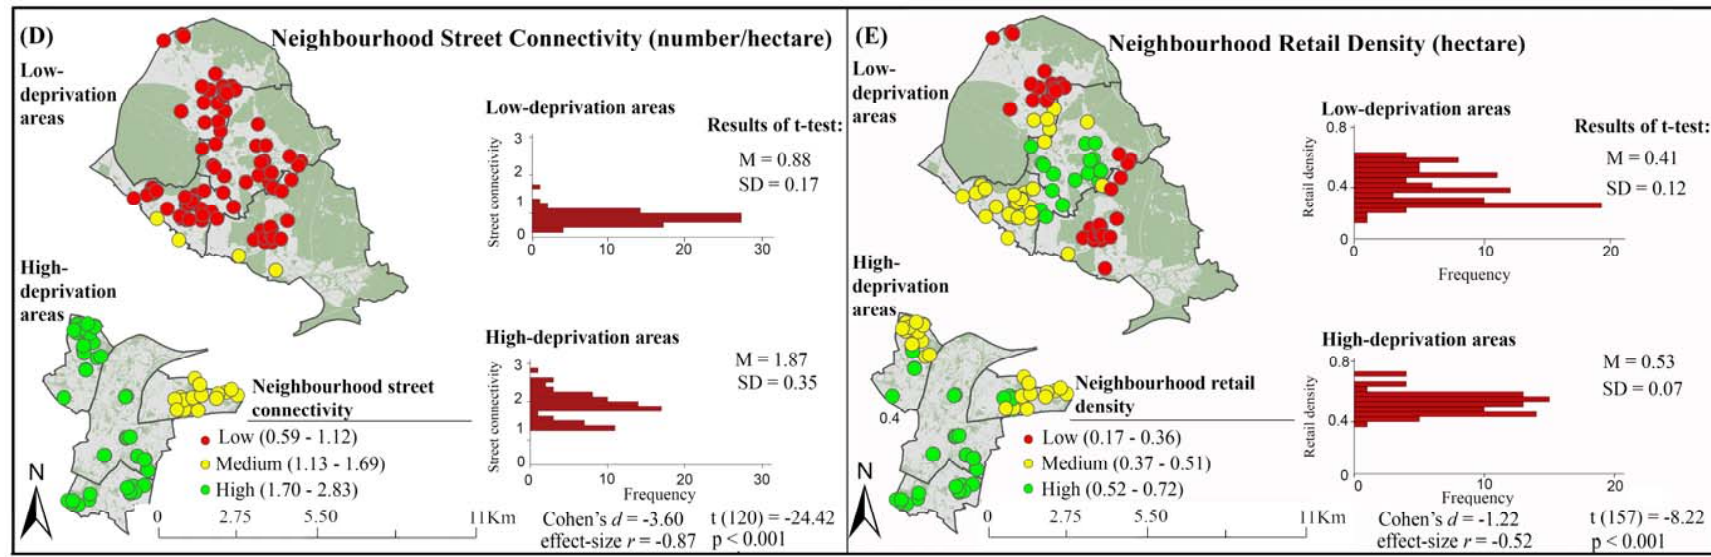 (D)
Neighbourhood Street Connectivity (number/hectare)
Low-
deprivation
areas
Low-deprivation areas
Results of t-test:
M = 0.88
SD = 0.17
Street connectivity
3
2
1
0
0
10
20
30
High-
deprivation
areas
High-deprivation areas
M = 1.87
SD = 0.35
Street connectivity
3
2
1
0
0
10
20
30
Frequency
Neighbourhood street
connectivity
Low (0.59 - 1.12)
Medium (1.13 - 1.69)
High (1.70 - 2.83)
N
0
2.75
5.50
11Km
Cohen's d = -3.60
t (120) = -24.42
effect-size r = -0.87
p < 0.001
(E)
Neighbourhood Retail Density (hectare)
Low-
deprivation
areas
Low-deprivation areas
Results of t-test:
M = 0.41
SD = 0.12
Retail density
0.8
0.4
0
0
10
20
Frequency
High-
deprivation
areas
High-deprivation areas
M = 0.53
SD = 0.07
Retail density
0.8
0.4
0
0
10
20
0.4
Neighbourhood retail
density
Low (0.17 - 0.36)
Medium (0.37 - 0.51)
High (0.52 - 0.72)
N
0
2.75
5.50
11Km
Cohen's d = -1.22
t (157) = -8.22
effect-size r = -0.52
p < 0.001